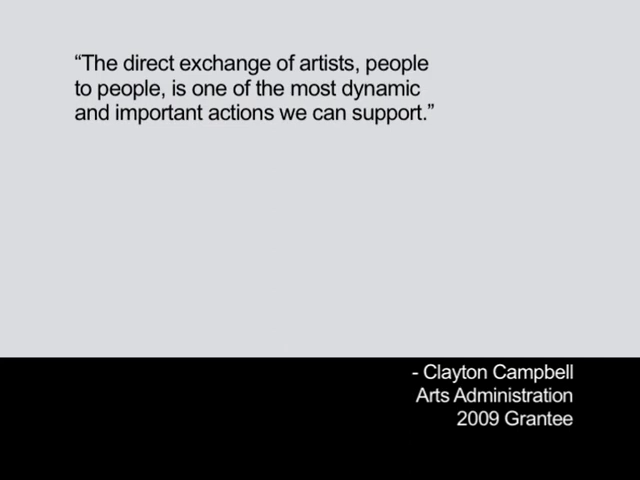 “The direct exchange of artists, people
to people, is one of the most dynamic
and important actions we can support.”
- Clayton Campbell
Arts Administration
2009 Grantee